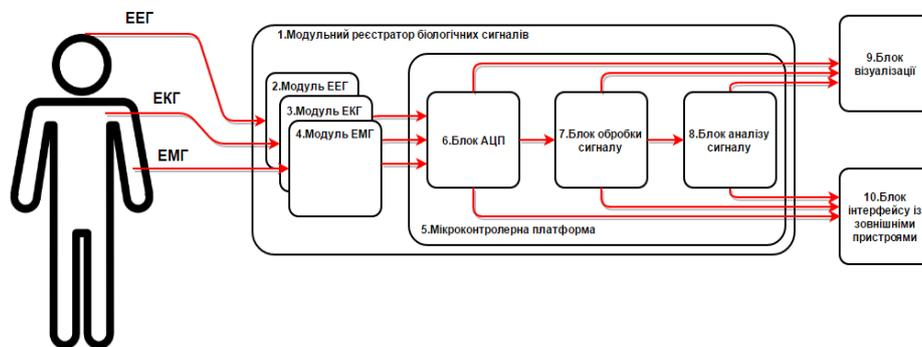 ЕЕГ
ЕКГ
ЕМГ
1.Модульний реєстратор біологічних сигналів
2.Модуль ЕЕГ
3.Модуль ЕКГ
4.Модуль ЕМГ
5.Мікроконтролерна платформа
6.Блок АЦП
7.Блок обробки
сигналу
8.Блок аналізу
сигналу
9.Блок
візуалізації
10.Блок
інтерфейсу із
зовнішніми
пристроями